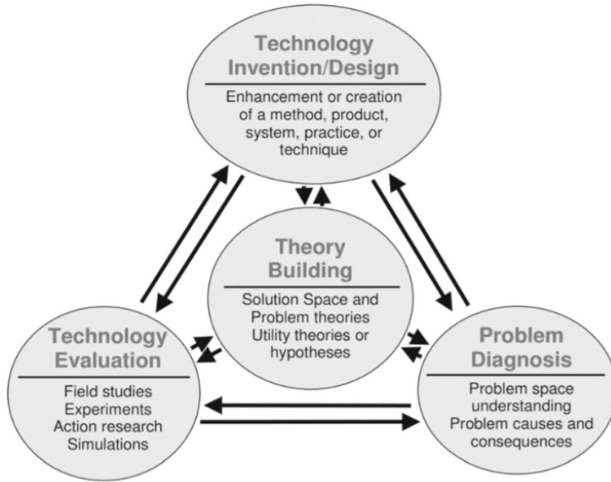 Technology
Invention/Design
Enhancement or creation
of a method, product,
system, practice, or
technique
Theory
Building
Solution Space and
Problem theories
Utility theories or
hypotheses
Technology
Evaluation
Field studies
Experiments
Action research
Simulations
Problem
Diagnosis
Problem space
understanding
Problem causes and
consequences